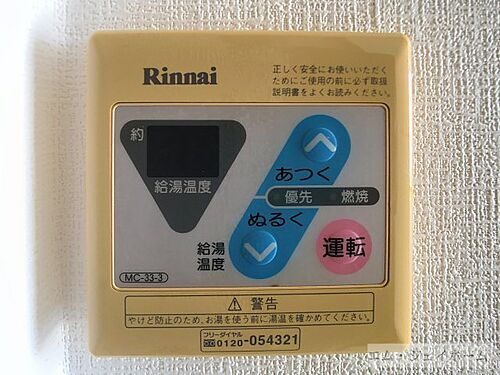 Rinnai
正しく安全にお使いいただく
ためにご使用の前に必ず取扱
説明書をよくお読みください。
約
給湯温度
あつく
優先 燃焼
ぬるく
給湯
温度
運転
MC-33-3
警告
やけど防止のため、お湯を使う前に湯温を確かめてください。
フリーダイヤル
0120-054321